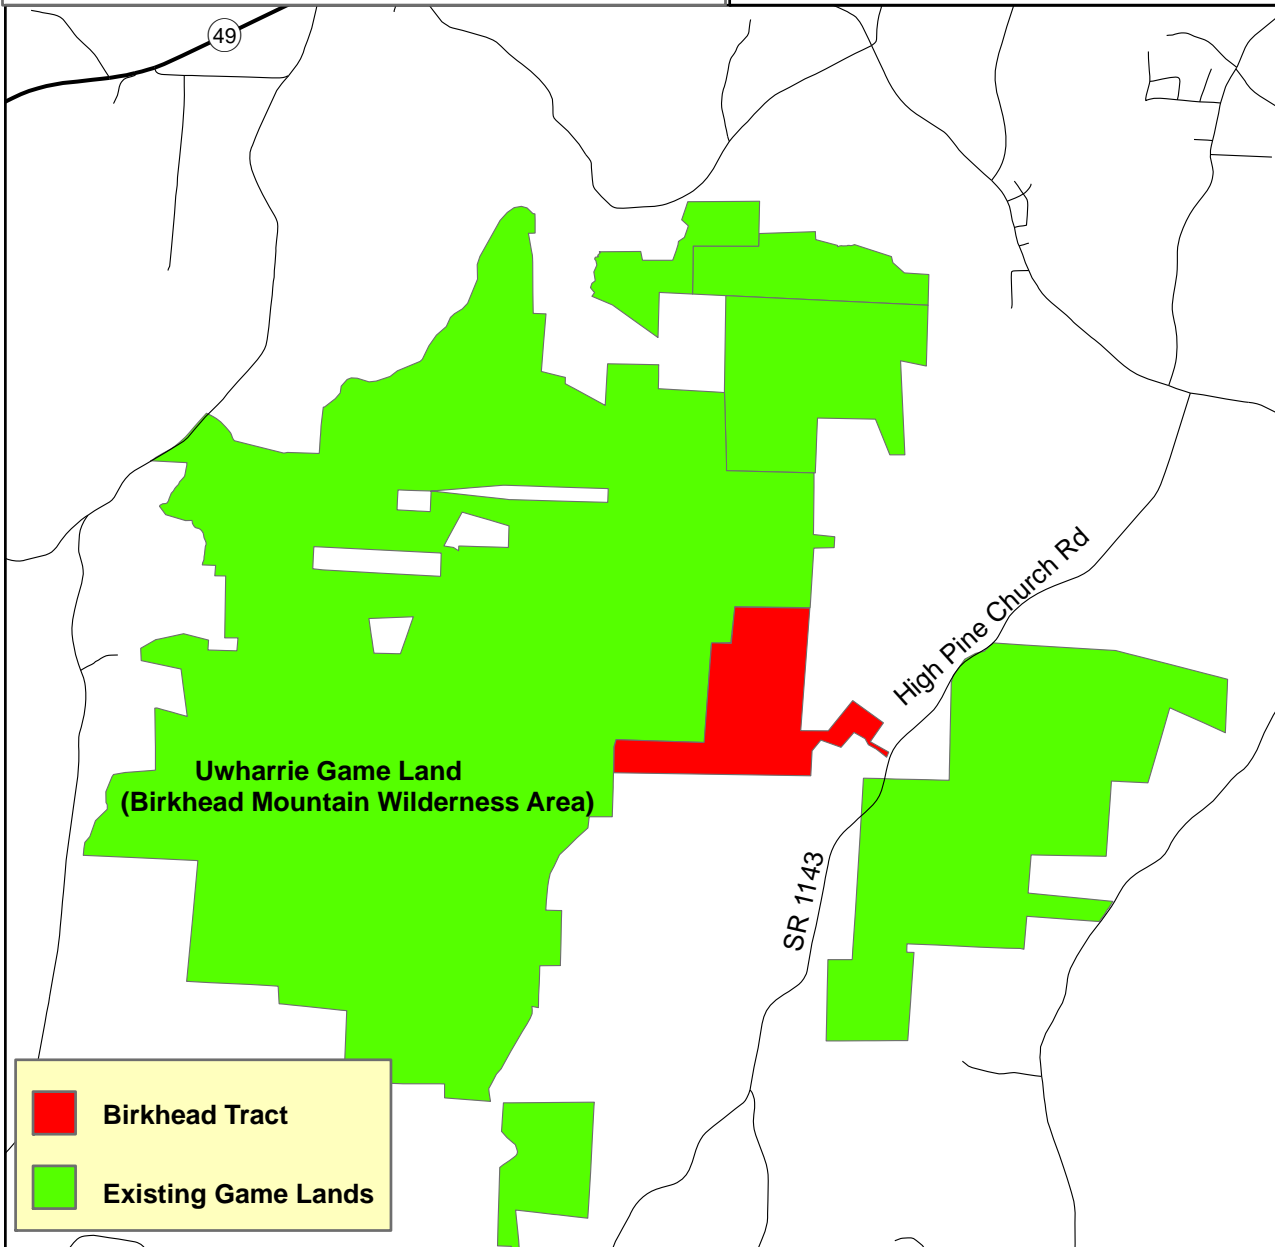 49
High Pine Church Rd
Uwharrie Game Land
(Birkhead Mountain Wilderness Area)
SR 1143
Birkhead Tract
Existing Game Lands